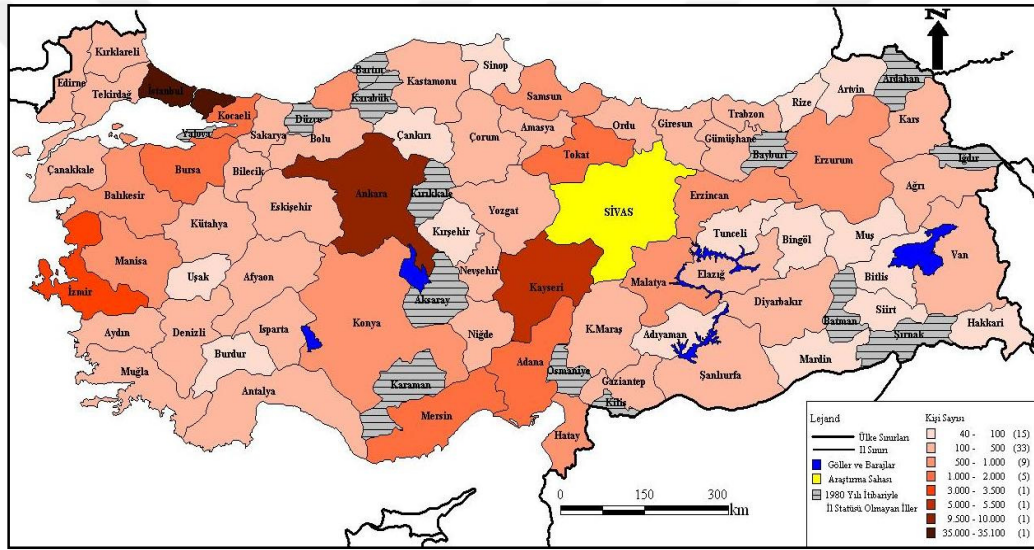 Kırklareli
Edirne
Tekirdağ
İstanbul
Kocaeli
Yalova
Sakarya
Düzce
Bolu
Bartın
Karabük
Kastamonu
Sinop
Çankırı
Samsun
Çorum
Amasya
Tokat
Ordu
Giresun
Gümüşhane
Trabzon
Bayburt
Rize
Artvin
Ardahan
Kars
Iğdır
Erzurum
Ağrı
Çanakkale
Balıkesir
Bursa
Bilecik
Kütahya
Eskişehir
Ankara
Kırıkkale
Kırşehir
Yozgat
SİVAS
Erzincan
Tunceli
Bingöl
Muş
Van
Bitlis
Manisa
İzmir
Uşak
Afyaon
Konya
Aksaray
Nevşehir
Kayseri
Malatya
Elazığ
Diyarbakır
Batman
Siirt
Şırnak
Hakkari
Aydın
Denizli
Isparta
Burdur
Muğla
Antalya
Karaman
Niğde
Mersin
Adana
Osmaniye
K.Maraş
Adıyaman
Gaziantep
Kilis
Hatay
Şanlıurfa
Mardin
N
0 150 300
km
Lejand
Ülke Sınırları
İl Sınırı
Göller ve Barajlar
Araştırma Sahası
1980 Yılı İtibariyle
İl Statüsü Olmayan İller
Kişi Sayısı
40 - 100 (15)
100 - 500 (33)
500 - 1.000 (9)
1.000 - 2.000 (5)
3.000 - 3.500 (1)
5.000 - 5.500 (1)
9.500 - 10.000 (1)
35.000 - 35.100 (1)